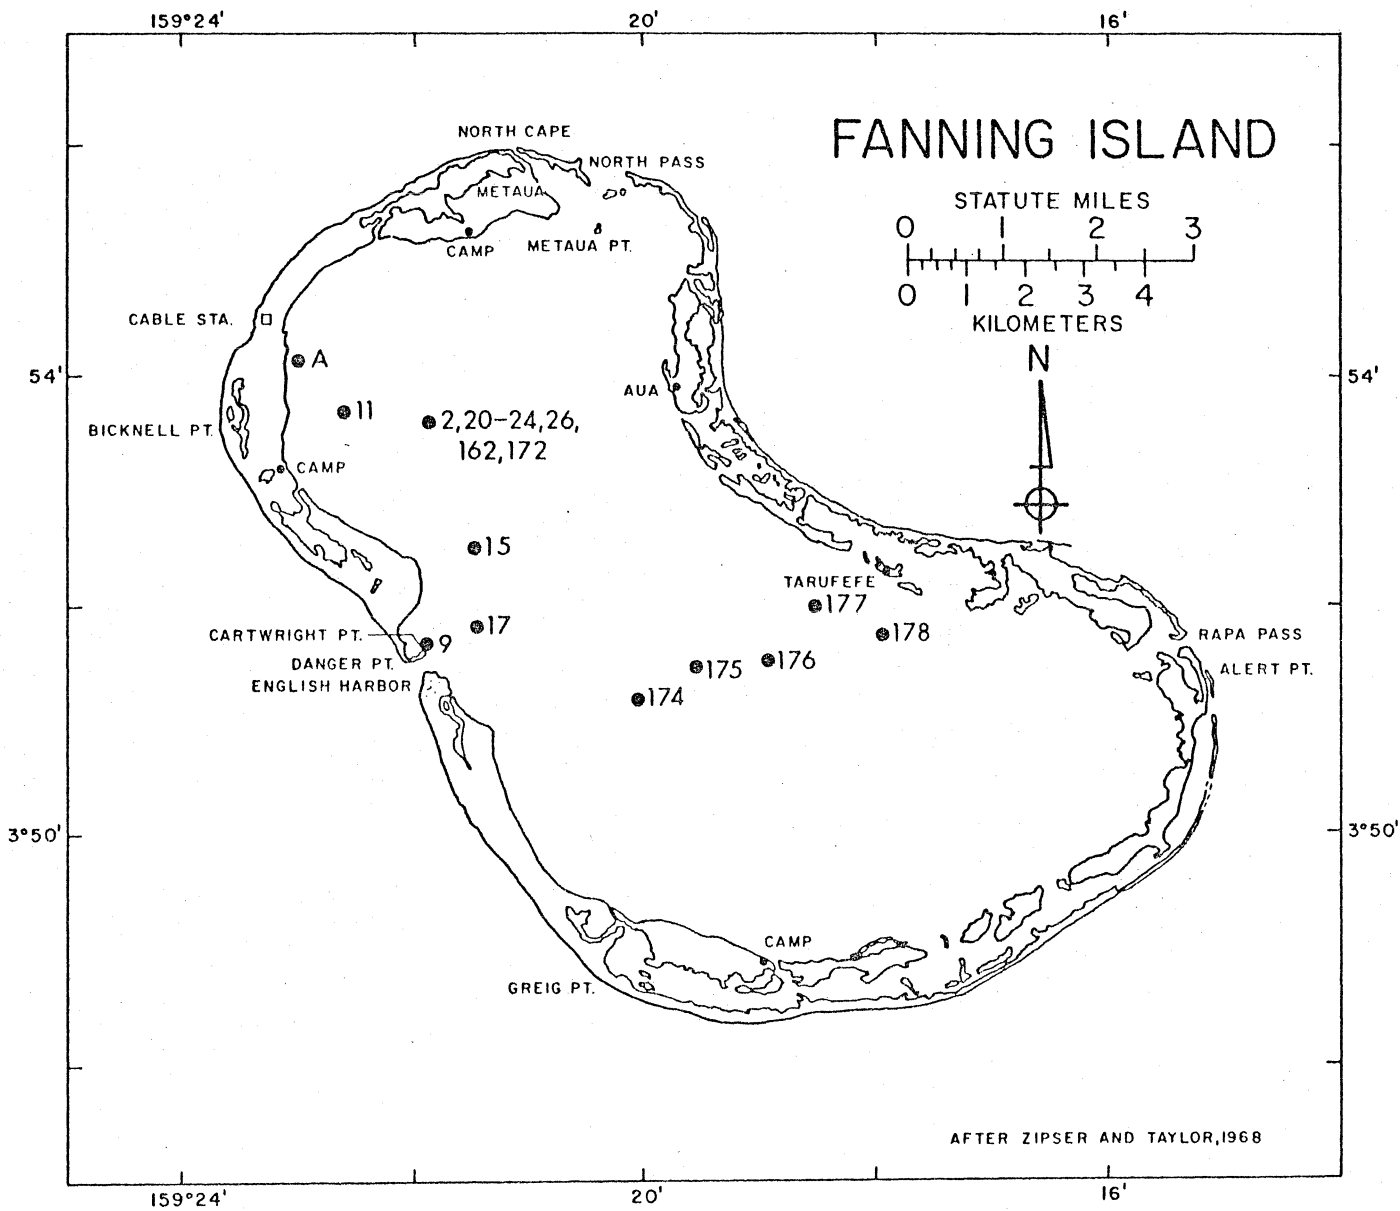 159°24' 20' 16'
NORTH CAPE
FANNING ISLAND
NORTH PASS
METAUA
STATUTE MILES
0 1 2 3
CAMP
METAUA PT.
0 1 2 3 4
KILOMETERS
CABLE STA.
N
A
54' 54'
AUA
11
2,20-24,26,
162,172
BICKNELL PT.
CAMP
15
TARUFEFE
177
17
178
CARTWRIGHT PT.
9
RAPA PASS
DANGER PT.
175
176
ALERT PT.
ENGLISH HARBOR
174
3°50' 3°50'
CAMP
GREIG PT.
AFTER ZIPSER AND TAYLOR,1968
159°24' 20' 16'